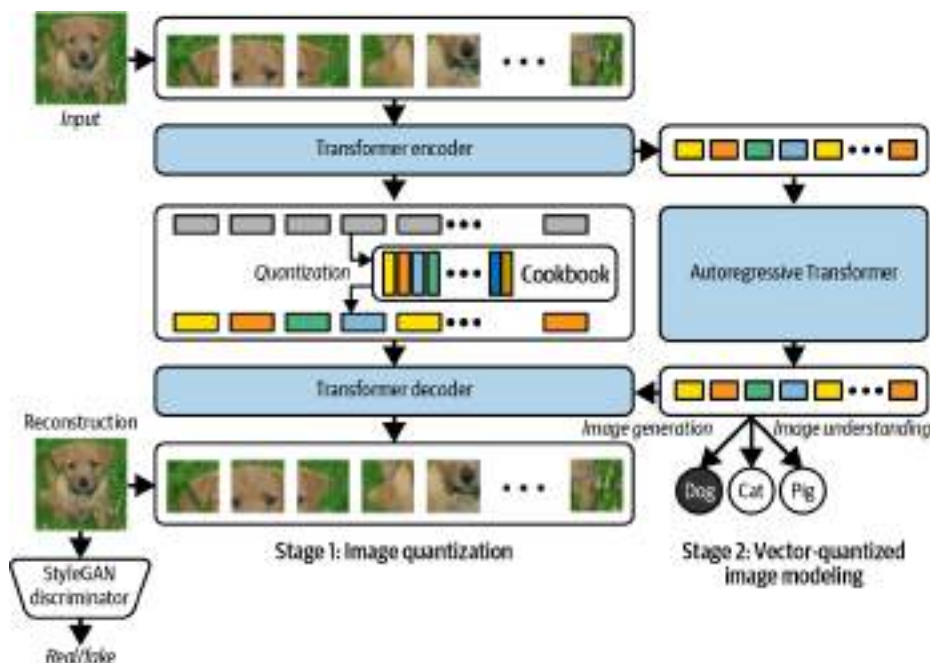 Input
Transformer encoder
Quantization
Cookbook
Autoregressive Transformer
Transformer decoder
Reconstruction
Image generation
Image understanding
Dog
Cat
Pig
Stage 1: Image quantization
Stage 2: Vector-quantized
image modeling
StyleGAN
discriminator
Real/fake